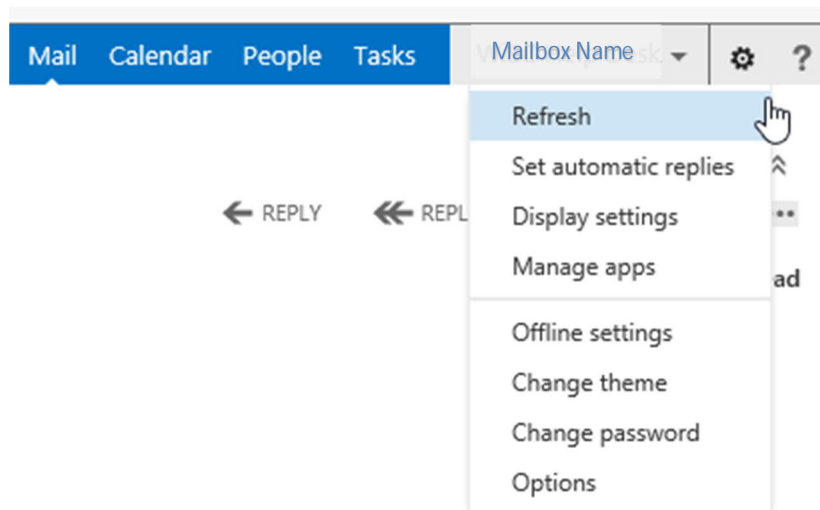 Mail Calendar People Tasks Mailbox Name ?
Refresh
Set automatic replies
REPLY REPL Display settings
Manage apps
ad
Offline settings
Change theme
Change password
Options